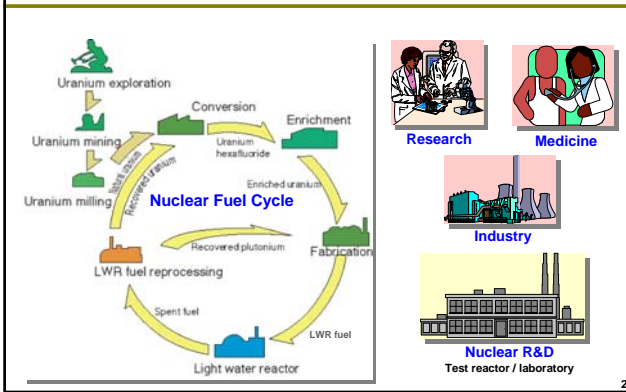 Uranium exploration
Conversion
Enrichment
Uranium mining
Uranium
hexafluoride
Natural uranium
Recovered uranium
Uranium milling
Nuclear Fuel Cycle
Enriched uranium
Recovered plutonium
Fabrication
LWR fuel reprocessing
Spent fuel
LWR fuel
Light water reactor
Research
Medicine
Industry
Nuclear R&D
Test reactor / laboratory
2